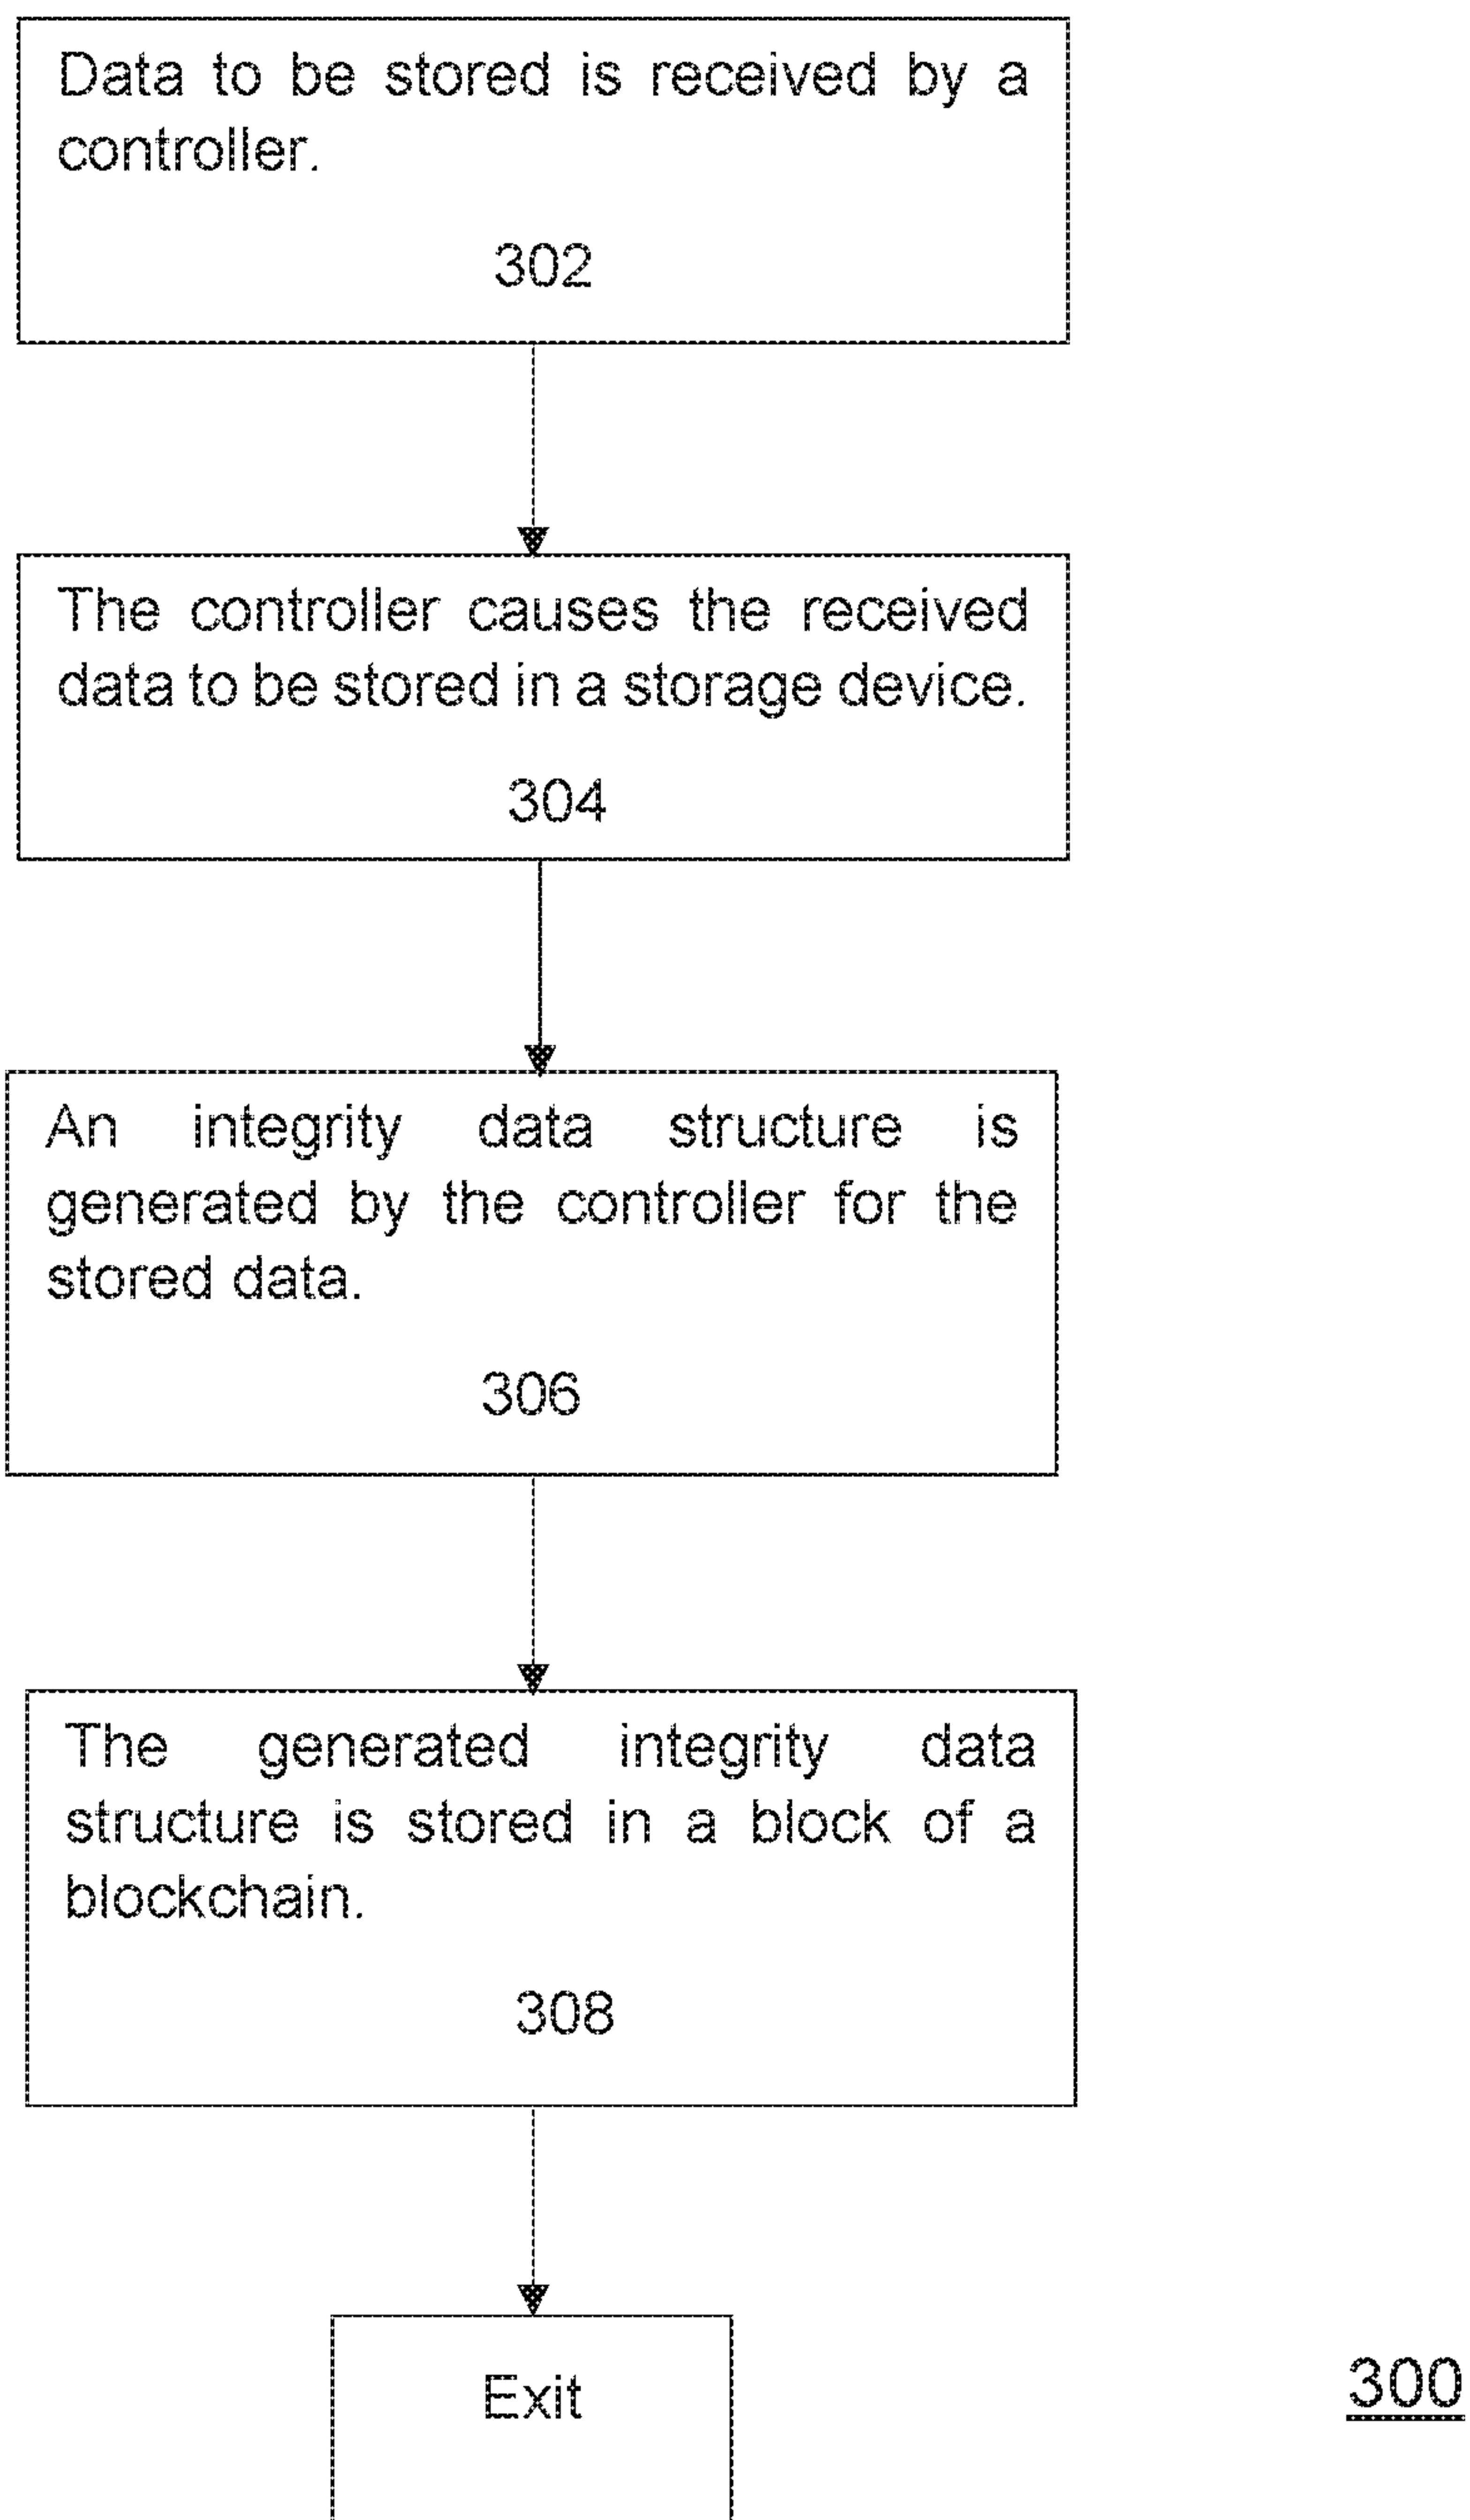 Data to be stored is received by a
controller.
302
The controller causes the received
data to be stored in a storage device.
304
An integrity data structure is
generated by the controller for the
stored data.
306
The generated integrity data
structure is stored in a block of a
blockchain.
308
Exit
300